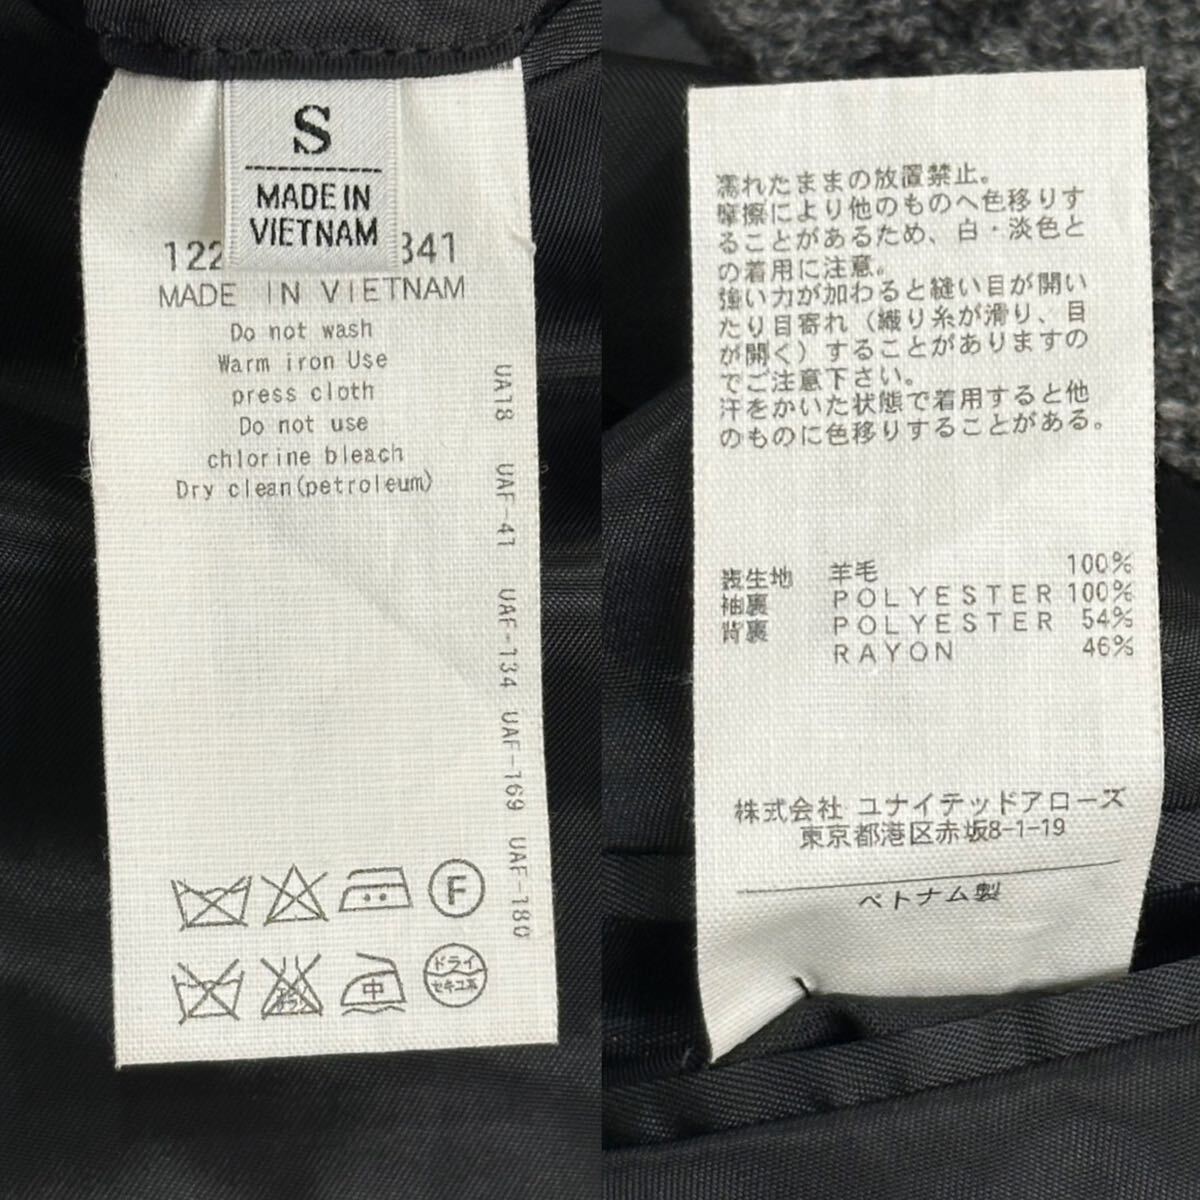 S
MADE IN
VIETNAM
122 341
MADE IN VIETNAM
Do not wash
Warm iron Use
press cloth
Do not use
chlorine bleach
Dry clean(petroleum)
UA18 UAF-41 UAF-134 UAF-169 UAF-180
F
中
ドライ
セキユ系
濡れたままの放置禁止。
摩擦により他のものへ色移りす
ることがあるため、白・淡色と
の着用に注意。
強い力が加わると縫い目が開い
たり目寄れ（織り糸が滑り、目
が開く）することがありますの
でご注意下さい。
汗をかいた状態で着用すると他
のものに色移りすることがある。
表生地 羊毛 100%
袖裏 POLYESTER 100%
背裏 POLYESTER 54%
RAYON 46%
株式会社 ユナイテッドアローズ
東京都港区赤坂8-1-19
ベトナム製